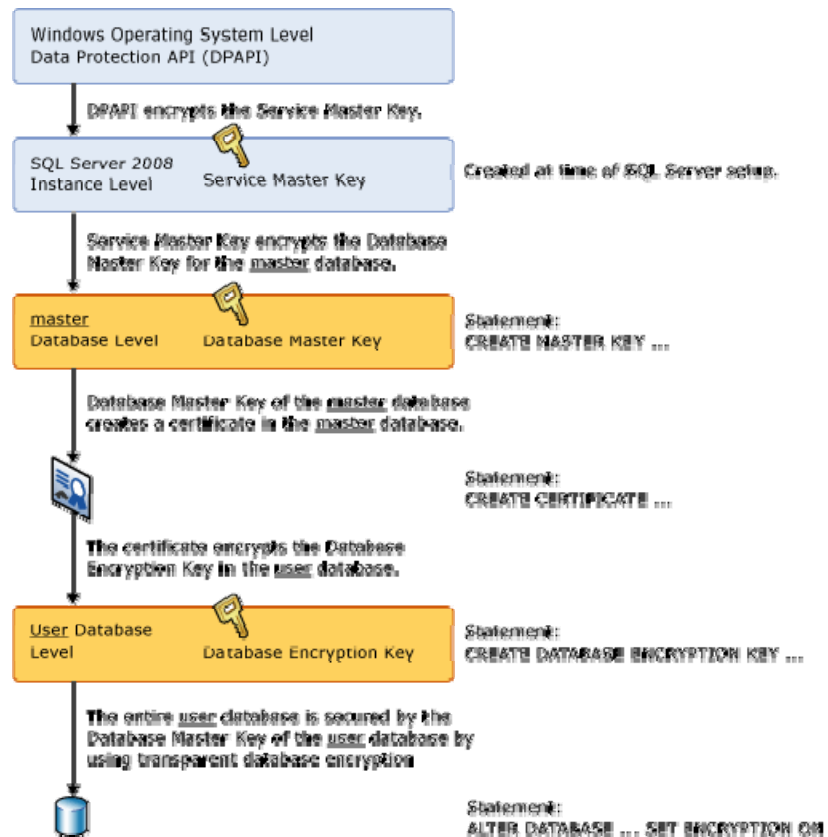 Windows Operating System Level
Data Protection API (DPAPI)
DPAPI encrypts the Service Master Key.
SQL Server 2008
Instance Level
Service Master Key
Created at time of SQL Server setup.
Service Master Key encrypts the Database
Master Key for the master database.
master
Database Level
Database Master Key
Statement:
CREATE MASTER KEY ...
Database Master Key of the master database
creates a certificate in the master database.
Statement:
CREATE CERTIFICATE ...
The certificate encrypts the Database
Encryption Key in the user database.
User Database
Level
Database Encryption Key
Statement:
CREATE DATABASE ENCRYPTION KEY ...
The entire user database is secured by the
Database Master Key of the user database by
using transparent database encryption
Statement:
ALTER DATABASE ... SET ENCRYPTION ON